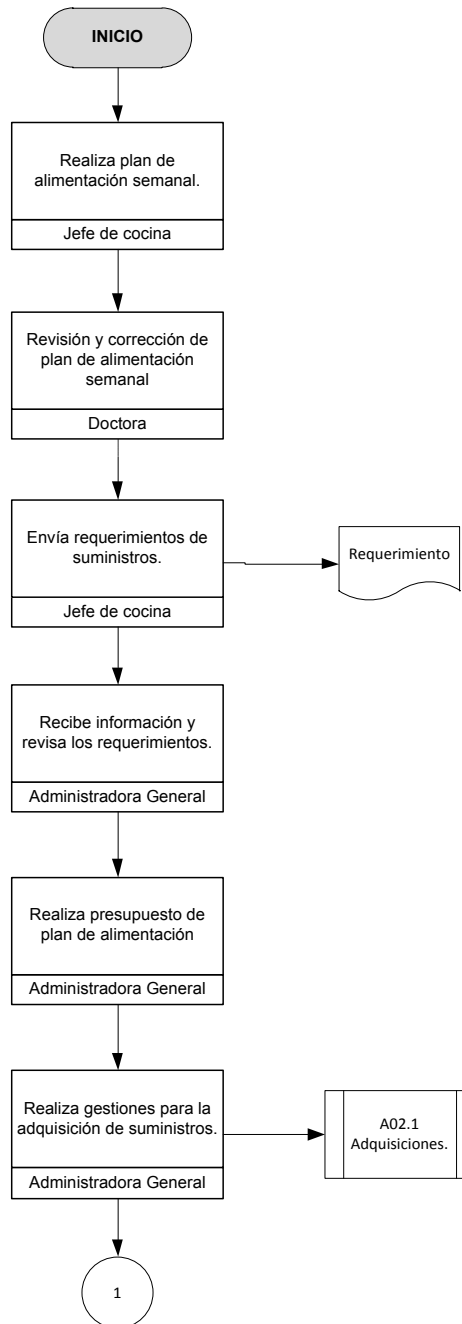 INICIO
Realiza plan de
alimentación semanal.
Jefe de cocina
Revisión y corrección de
plan de alimentación
semanal
Doctora
Envía requerimientos de
suministros.
Jefe de cocina
Requerimiento
Recibe información y
revisa los requerimientos.
Administradora General
Realiza presupuesto de
plan de alimentación
Administradora General
Realiza gestiones para la
adquisición de suministros.
Administradora General
A02.1
Adquisiciones.
1